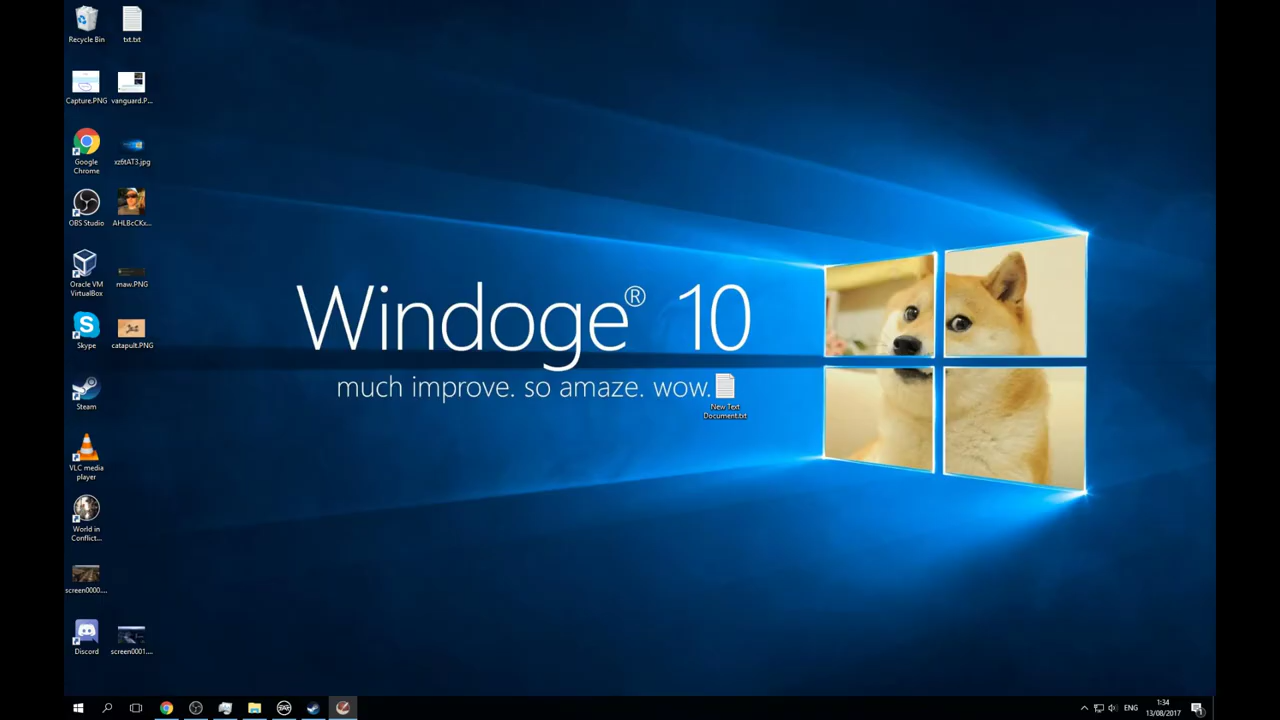 Recycle Bin
txt.txt
Capture.PNG
vanguard.P...
Google
Chrome
xz6tAT3.jpg
OBS Studio
AHLBcCKx...
Oracle VM
VirtualBox
maw.PNG
Skype
catapult.PNG
Steam
VLC media
player
World in
Conflict...
screen0000....
Discord
screen0001....
Windoge® 10
much improve. so amaze. wow.
New Text
Document.txt
ENG
1:34
13/08/2017